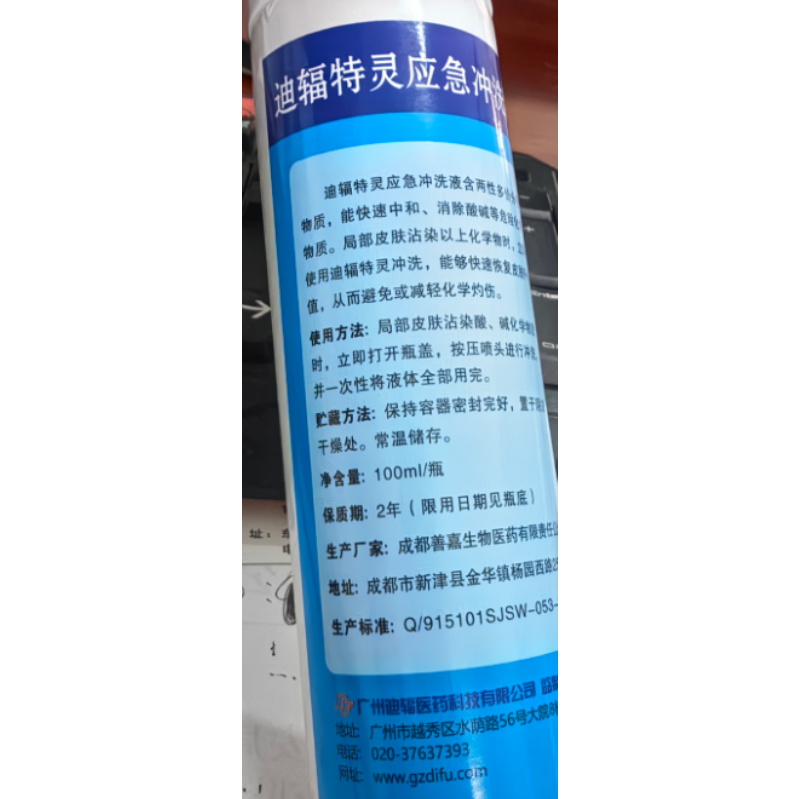 迪辐特灵应急冲洗
迪辐特灵应急冲洗液含两性多价
物质，能快速中和、消除酸碱等危
物质。局部皮肤沾染以上化学物时，
使用迪辐特灵冲洗，能够快速恢复皮
值，从而避免或减轻化学灼伤。
使用方法: 局部皮肤沾染酸、碱化学物
时，立即打开瓶盖，按压喷头进行冲
并一次性将液体全部用完。
贮藏方法: 保持容器密封完好，置于
干燥处。常温储存。
净含量: 100ml/瓶
保质期: 2年（限用日期见瓶底）
生产厂家: 成都善嘉生物医药有限责任公
地址: 成都市新津县金华镇杨园西路2
生产标准: Q/915101SJSW-053-
广州迪辐医药科技有限公司 监制
地址: 广州市越秀区水荫路56号大院8
电话: 020-37637393
网址: www.gzdifu.com